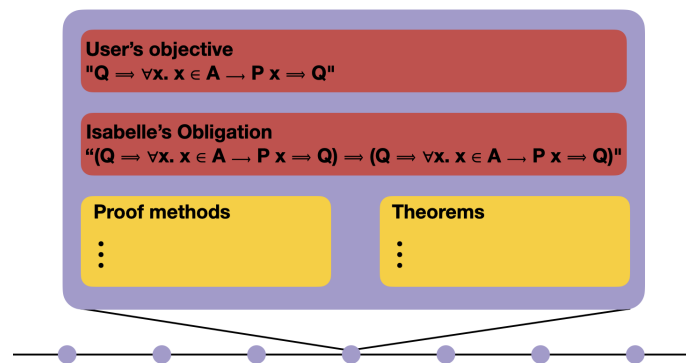 User's objective
"Q ⟹ ∀x. x ∈ A ⟶ P x ⟹ Q"
Isabelle's Obligation
“(Q ⟹ ∀x. x ∈ A ⟶ P x ⟹ Q) ⟹ (Q ⟹ ∀x. x ∈ A ⟶ P x ⟹ Q)"
Proof methods
Theorems